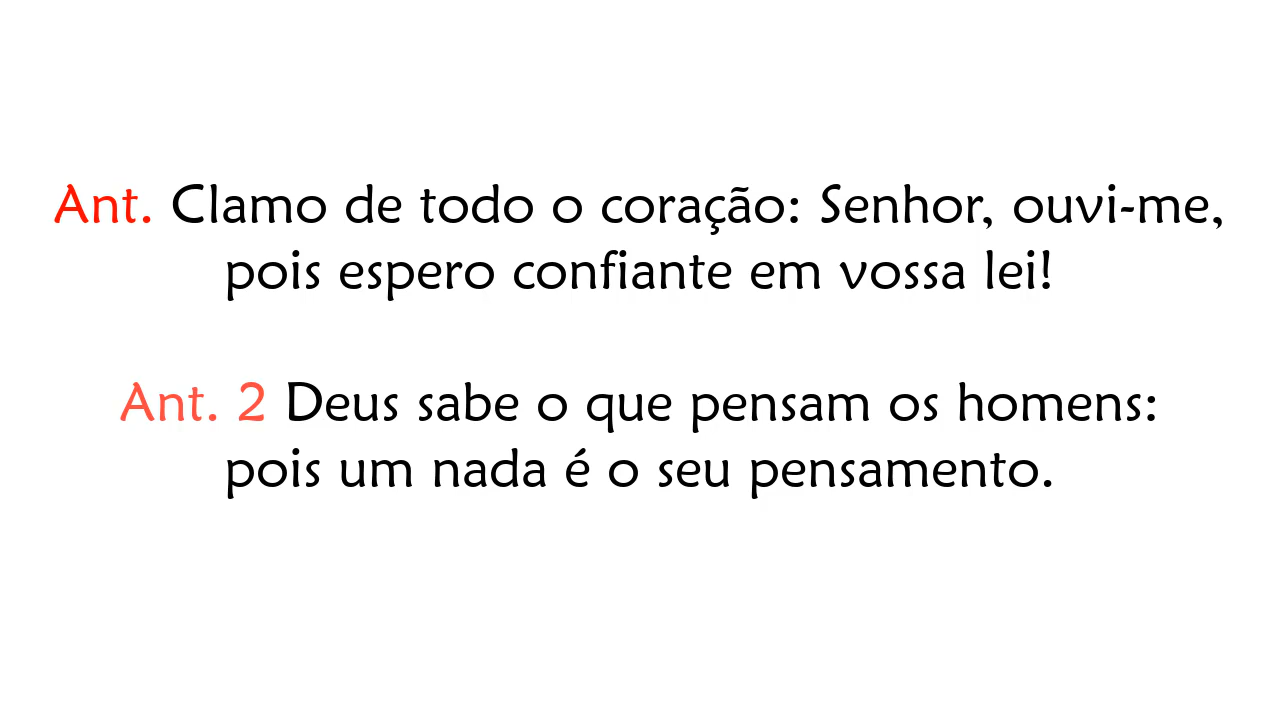 Ant. Clamo de todo o coração: Senhor, ouvi-me,
pois espero confiante em vossa lei!
Ant. 2 Deus sabe o que pensam os homens:
pois um nada é o seu pensamento.